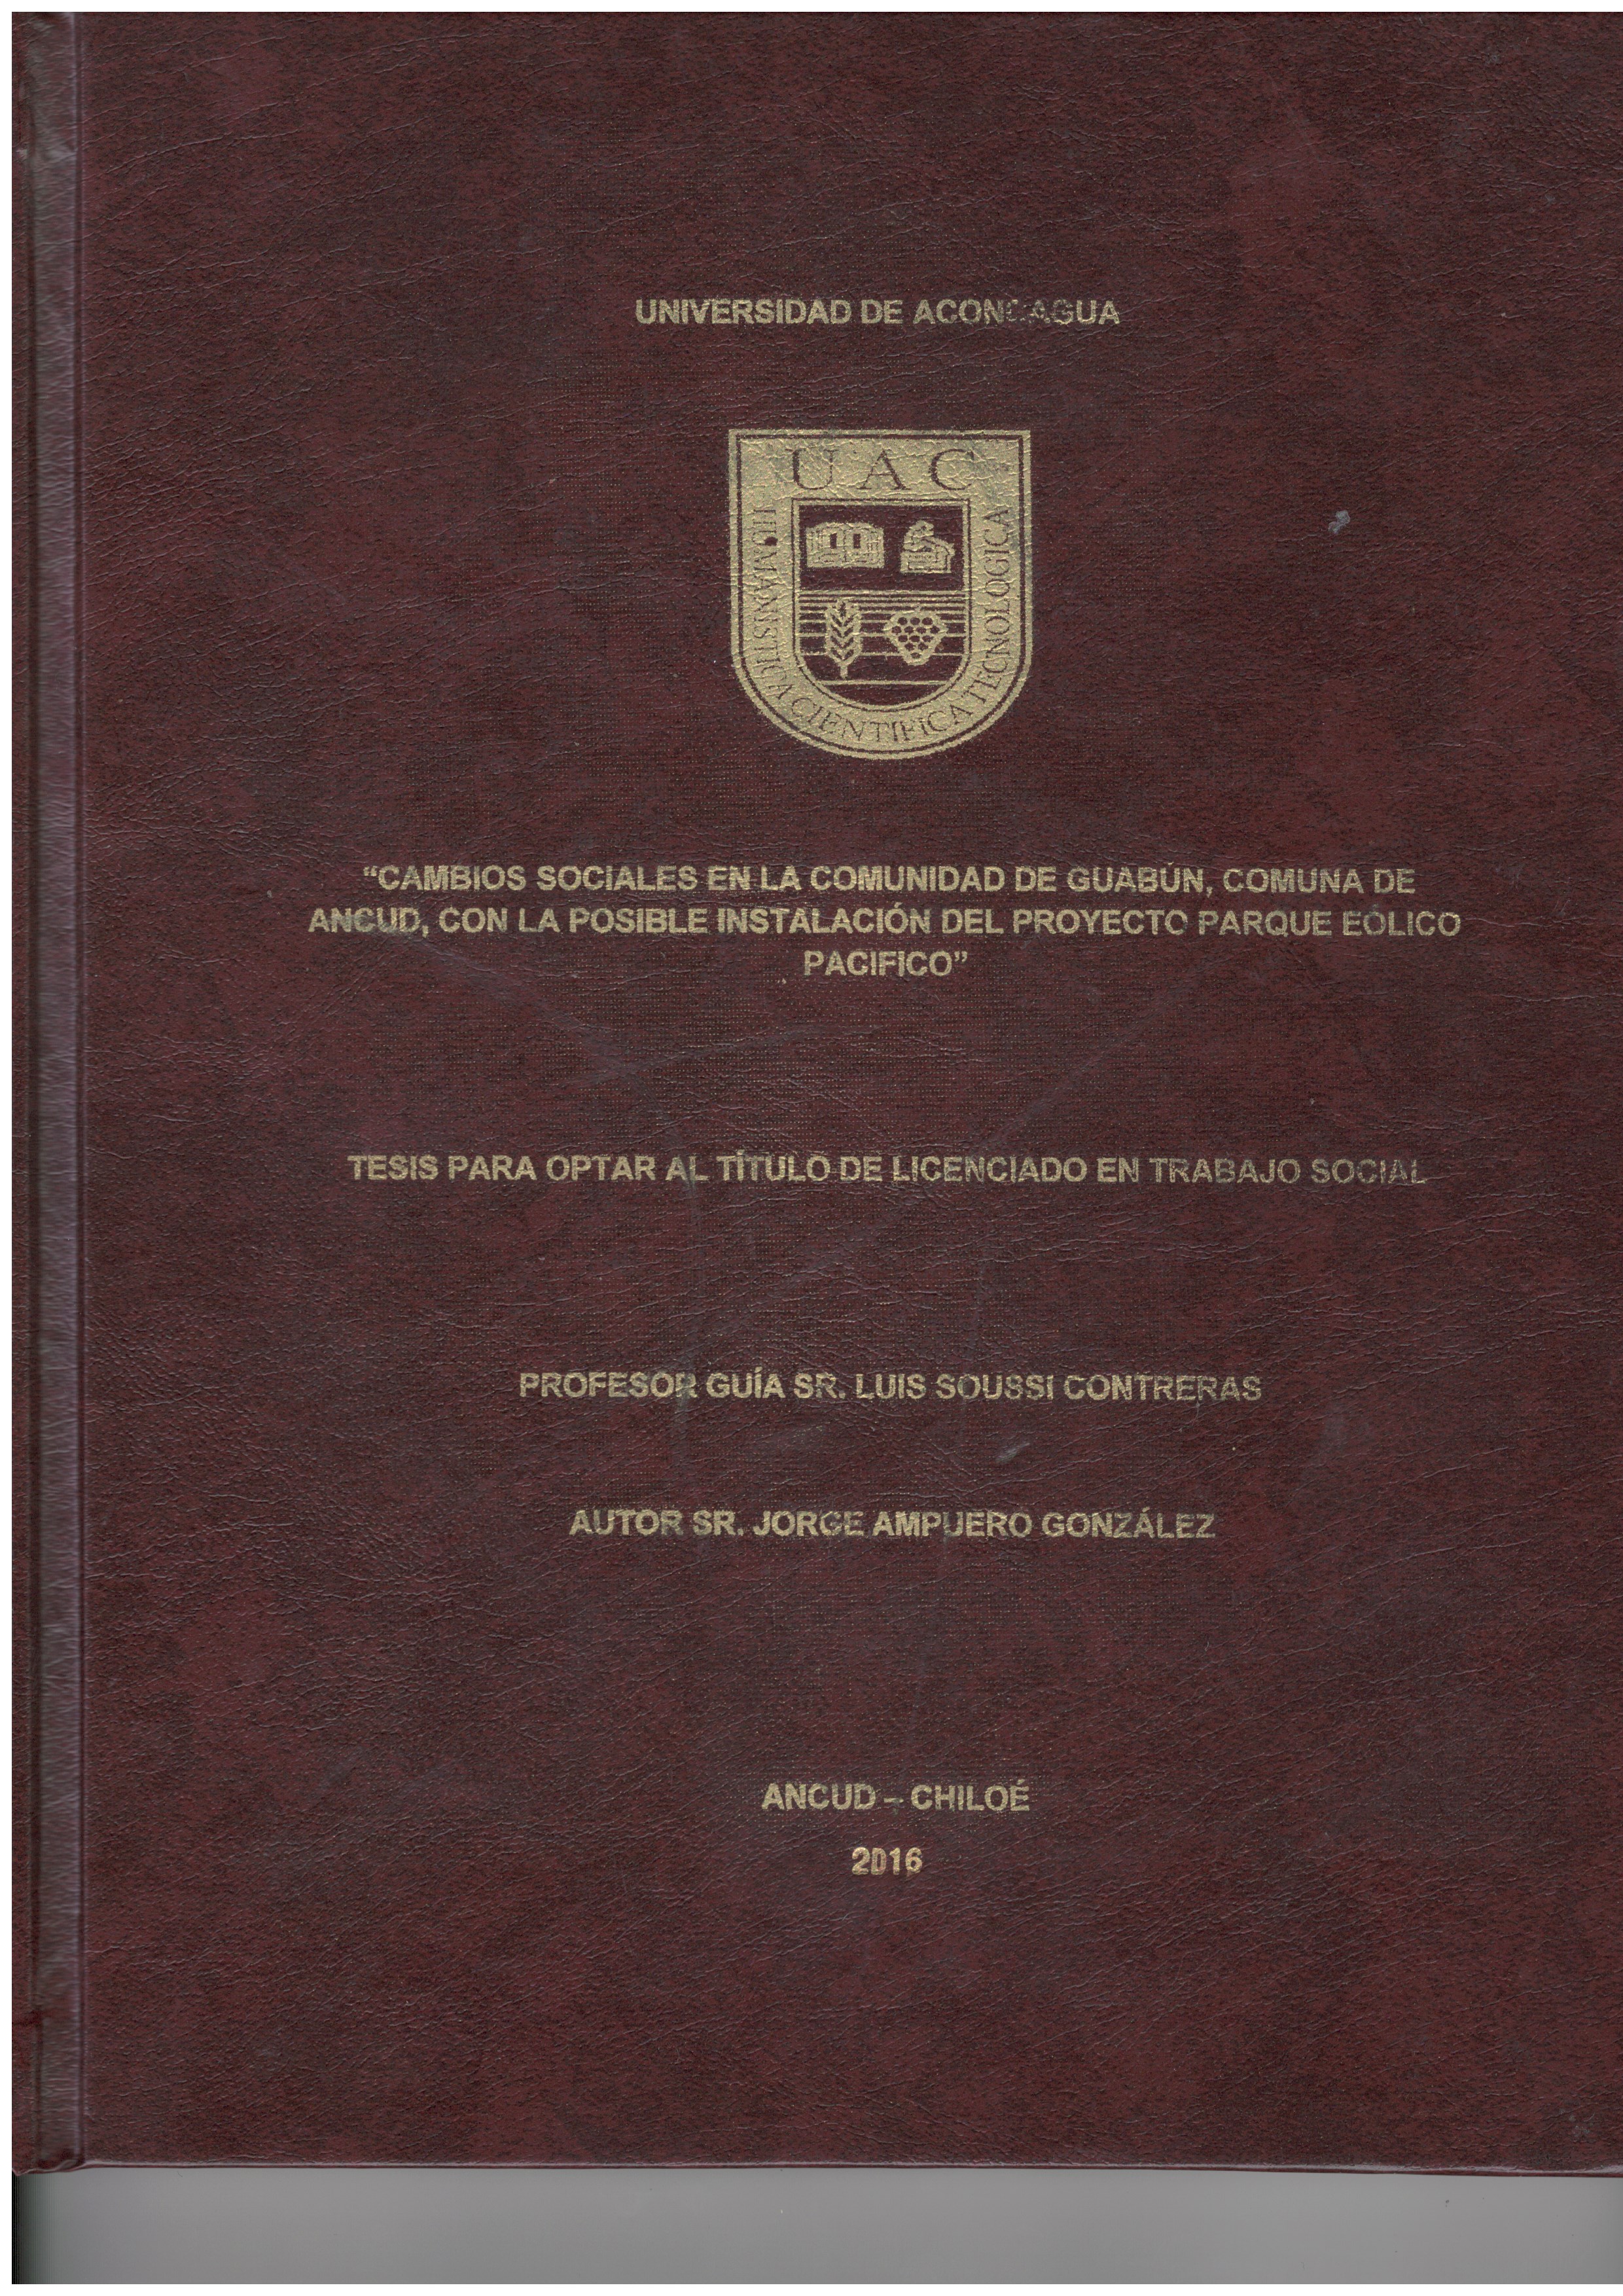 UNIVERSIDAD DE ACONCAGUA
UAC
HUMANISTICA CIENTIFICA TECNOLOGICA
“CAMBIOS SOCIALES EN LA COMUNIDAD DE GUABÚN, COMUNA DE
ANCUD, CON LA POSIBLE INSTALACIÓN DEL PROYECTO PARQUE EÓLICO
PACIFICO”
TESIS PARA OPTAR AL TÍTULO DE LICENCIADO EN TRABAJO SOCIAL
PROFESOR GUÍA SR. LUIS SOUSSI CONTRERAS
AUTOR SR. JORGE AMPUERO GONZÁLEZ
ANCUD – CHILOÉ
2016